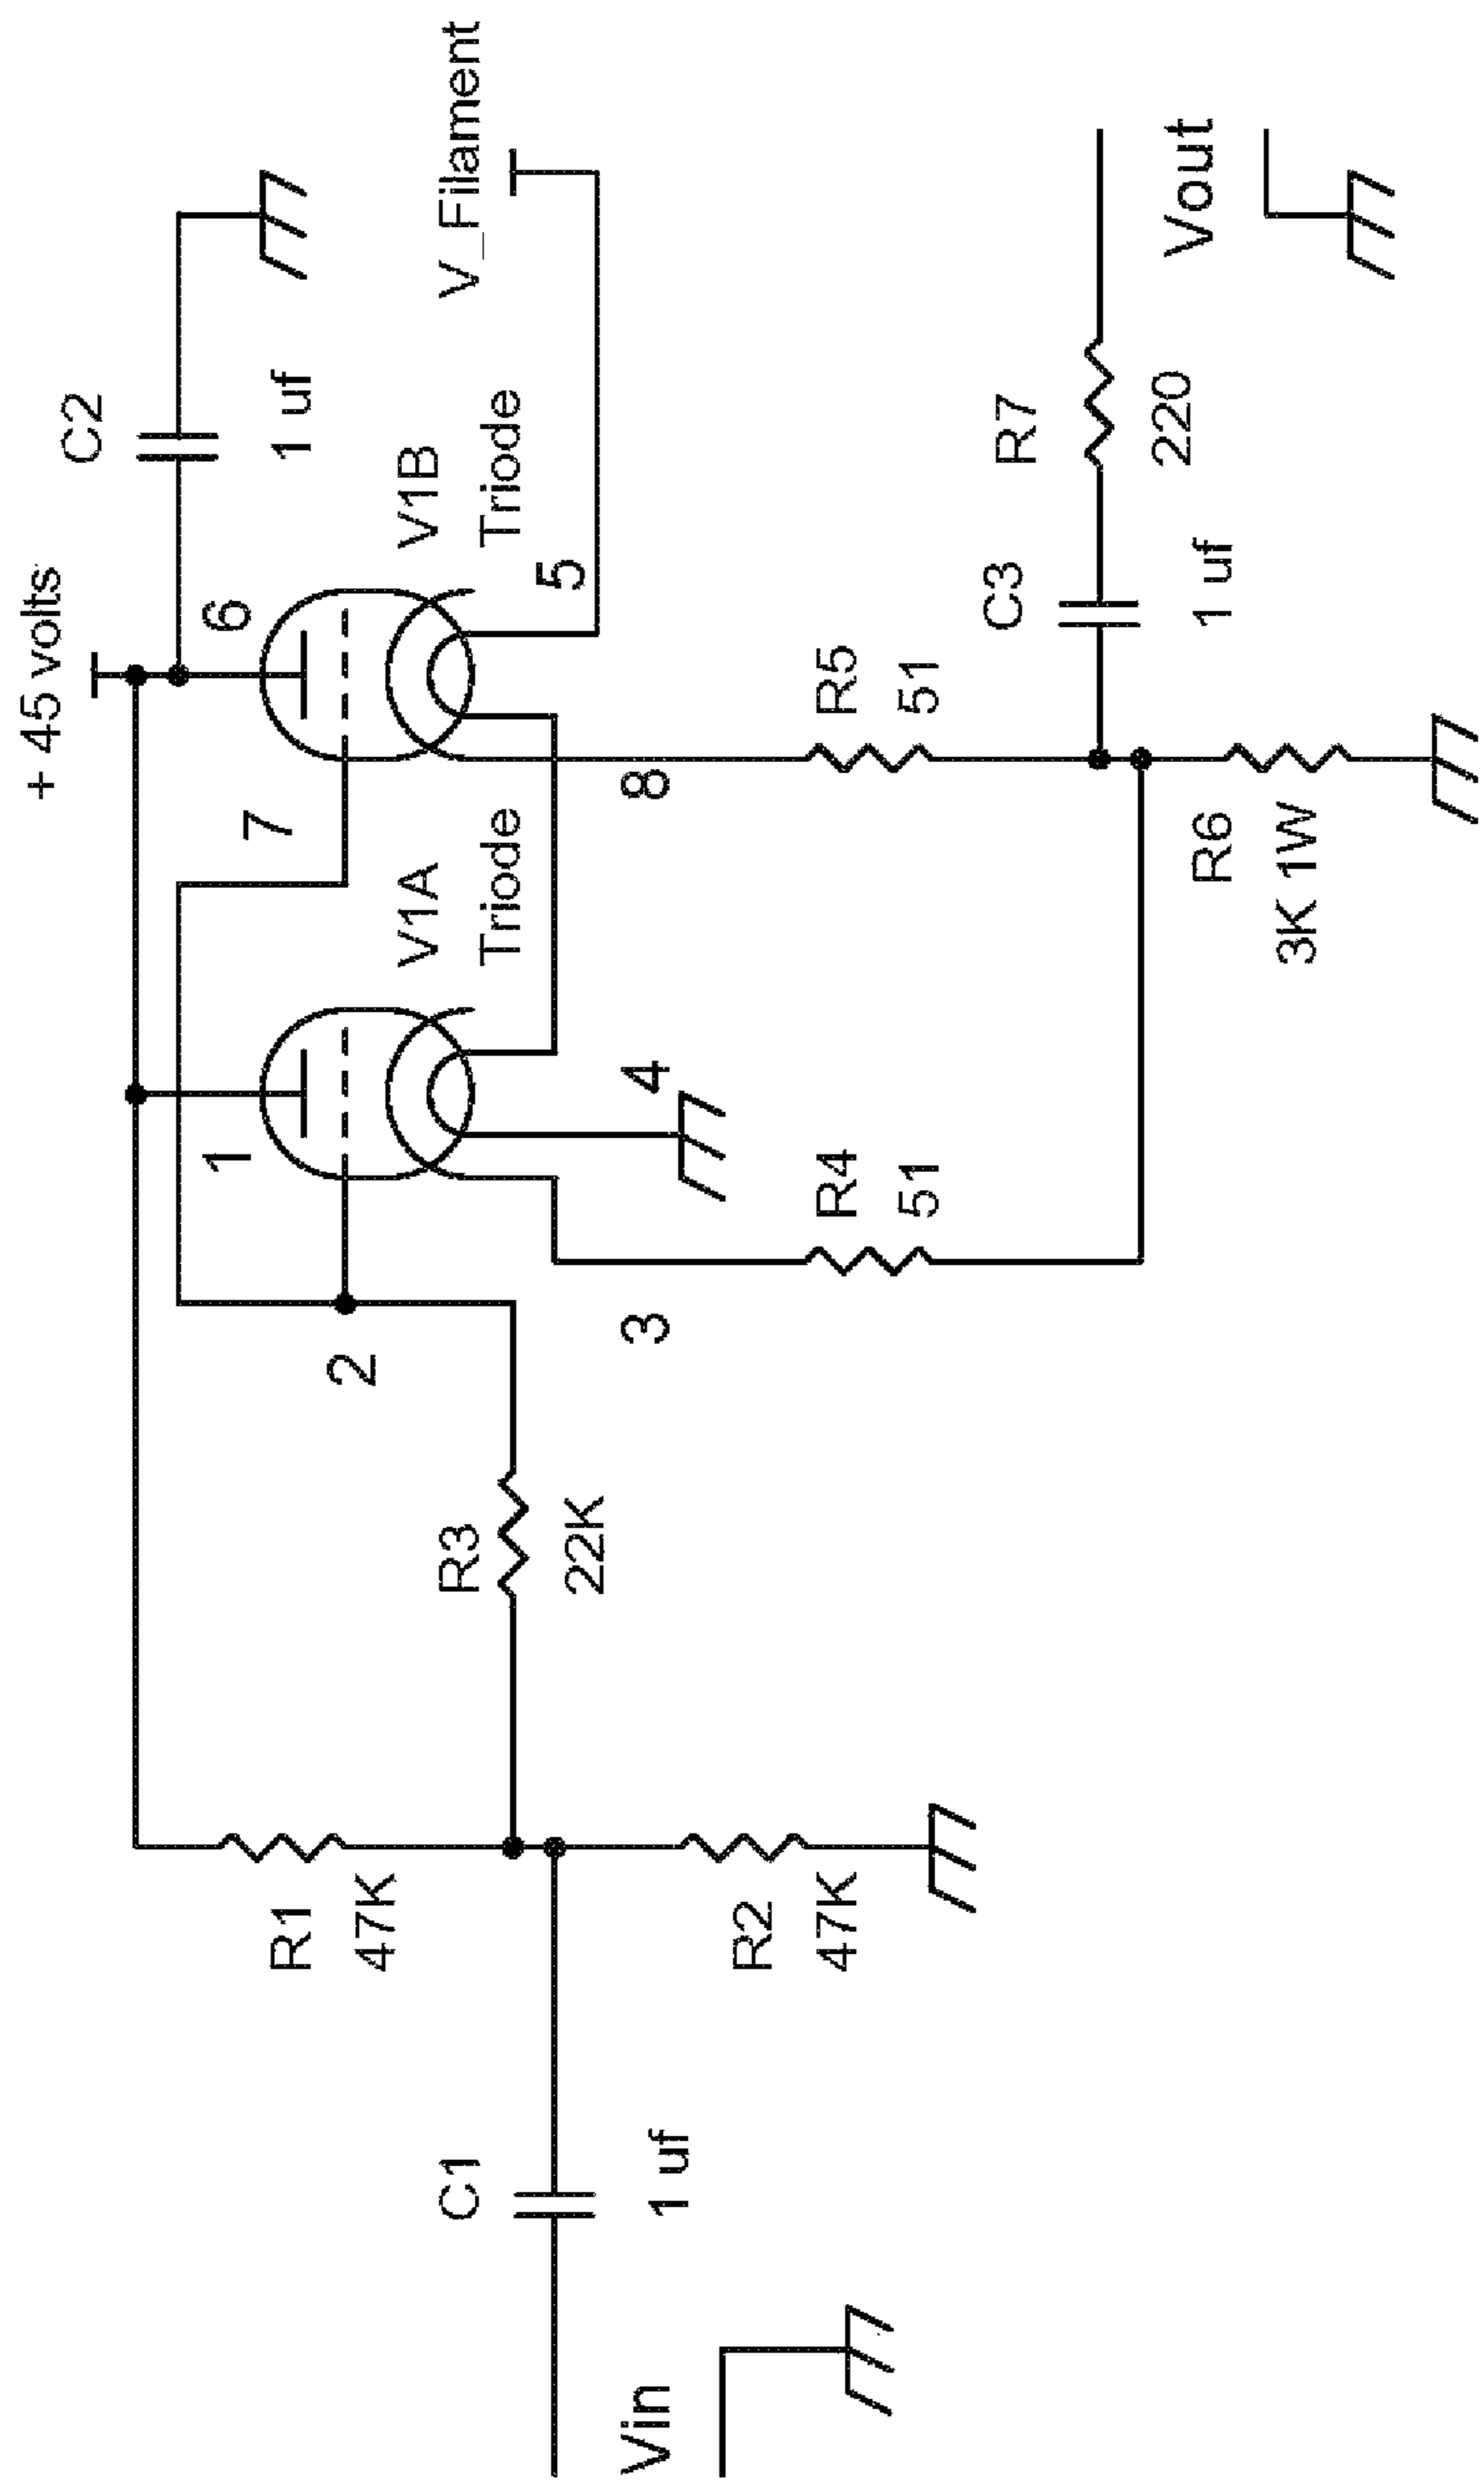 + 45 volts
C2
1 uf
6
7
1
V1B
Triode
V_Filament
V1A
Triode
5
2
8
4
3
R1
47K
R3
22K
R4
51
R5
51
C3
1 uf
R7
220
Vout
C1
1 uf
R2
47K
R6
3K 1W
Vin